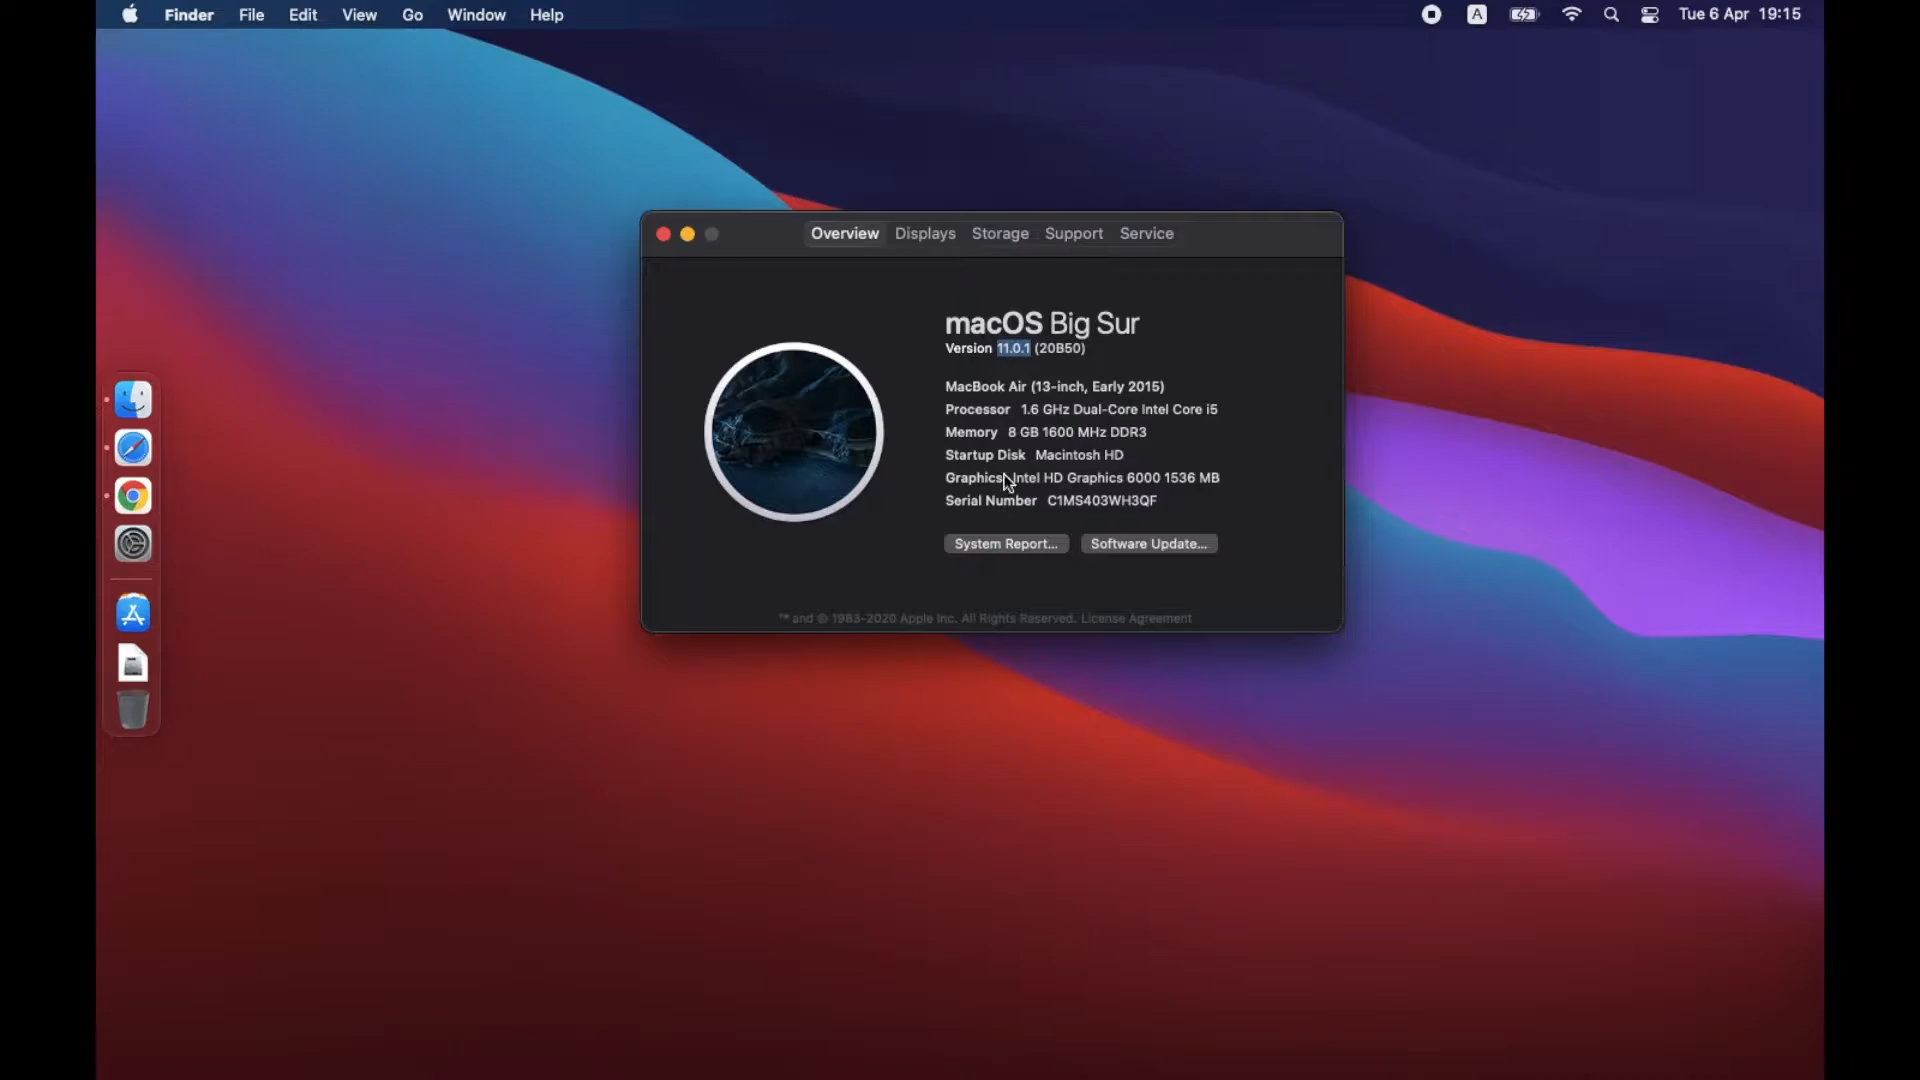 Finder File Edit View Go Window Help
A
Tue 6 Apr 19:15
Overview Displays Storage Support Service
macOS Big Sur
Version 11.0.1 (20B50)
MacBook Air (13-inch, Early 2015)
Processor 1.6 GHz Dual-Core Intel Core i5
Memory 8 GB 1600 MHz DDR3
Startup Disk Macintosh HD
Graphics Intel HD Graphics 6000 1536 MB
Serial Number C1MS403WH3QF
System Report... Software Update...
™ and © 1983-2020 Apple Inc. All Rights Reserved. License Agreement